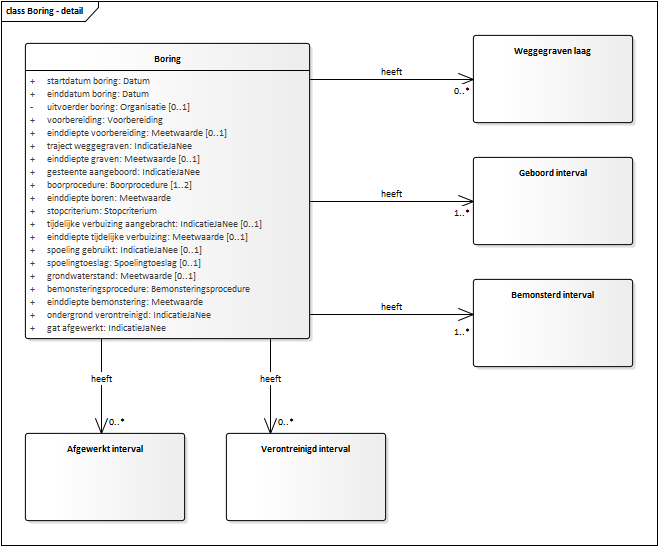 class Boring - detail
Boring
+ startdatum boring: Datum
+ einddatum boring: Datum
- uitvoerder boring: Organisatie [0..1]
+ voorbereiding: Voorbereiding
+ einddiepte voorbereiding: Meetwaarde [0..1]
+ traject weggegraven: IndicatieJaNee
+ einddiepte graven: Meetwaarde [0..1]
+ gesteente aangeboord: IndicatieJaNee
+ boorprocedure: Boorprocedure [1..2]
+ einddiepte boren: Meetwaarde
+ stopcriterium: Stopcriterium
+ tijdelijke verbuizing aangebracht: IndicatieJaNee [0..1]
+ einddiepte tijdelijke verbuizing: Meetwaarde [0..1]
+ spoeling gebruikt: IndicatieJaNee [0..1]
+ spoelingtoeslag: Spoelingtoeslag [0..1]
+ grondwaterstand: Meetwaarde [0..1]
+ bemonsteringsprocedure: Bemonsteringsprocedure
+ einddiepte bemonstering: Meetwaarde
+ ondergrond verontreinigd: IndicatieJaNee
+ gat afgewerkt: IndicatieJaNee
heeft
0..*
Weggegraven laag
heeft
1..*
Geboord interval
heeft
1..*
Bemonsterd interval
heeft
0..*
Afgewerkt interval
heeft
0..*
Verontreinigd interval